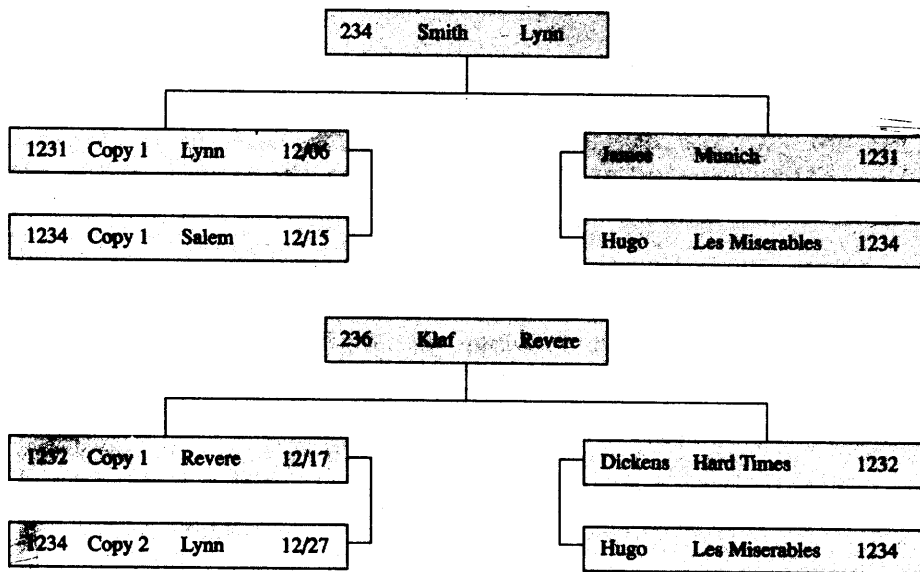 234 Smith Lynn
1231 Copy 1 Lynn 12/06
James Munich 1231
1234 Copy 1 Salem 12/15
Hugo Les Miserables 1234
236 Klaf Revere
1232 Copy 1 Revere 12/17
Dickens Hard Times 1232
1234 Copy 2 Lynn 12/27
Hugo Les Miserables 1234